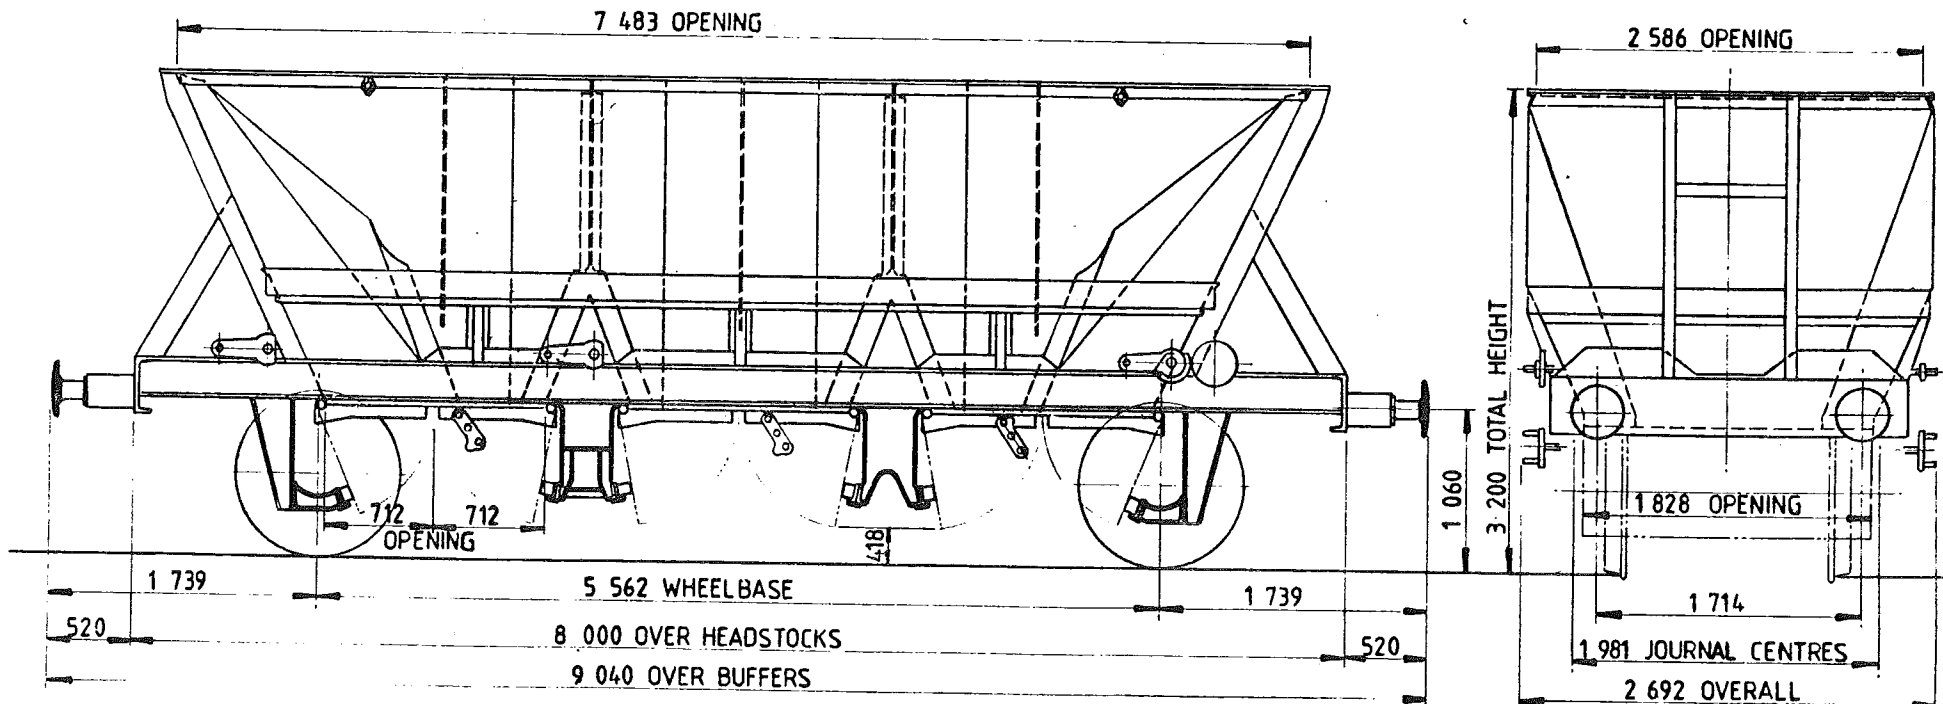 7 483 OPENING
2 586 OPENING
712
712
OPENING
418
1 060
3 200 TOTAL HEIGHT
1 828 OPENING
1 739
5 562 WHEELBASE
1 739
1 714
520
8 000 OVER HEADSTOCKS
520
1 981 JOURNAL CENTRES
9 040 OVER BUFFERS
2 692 OVERALL